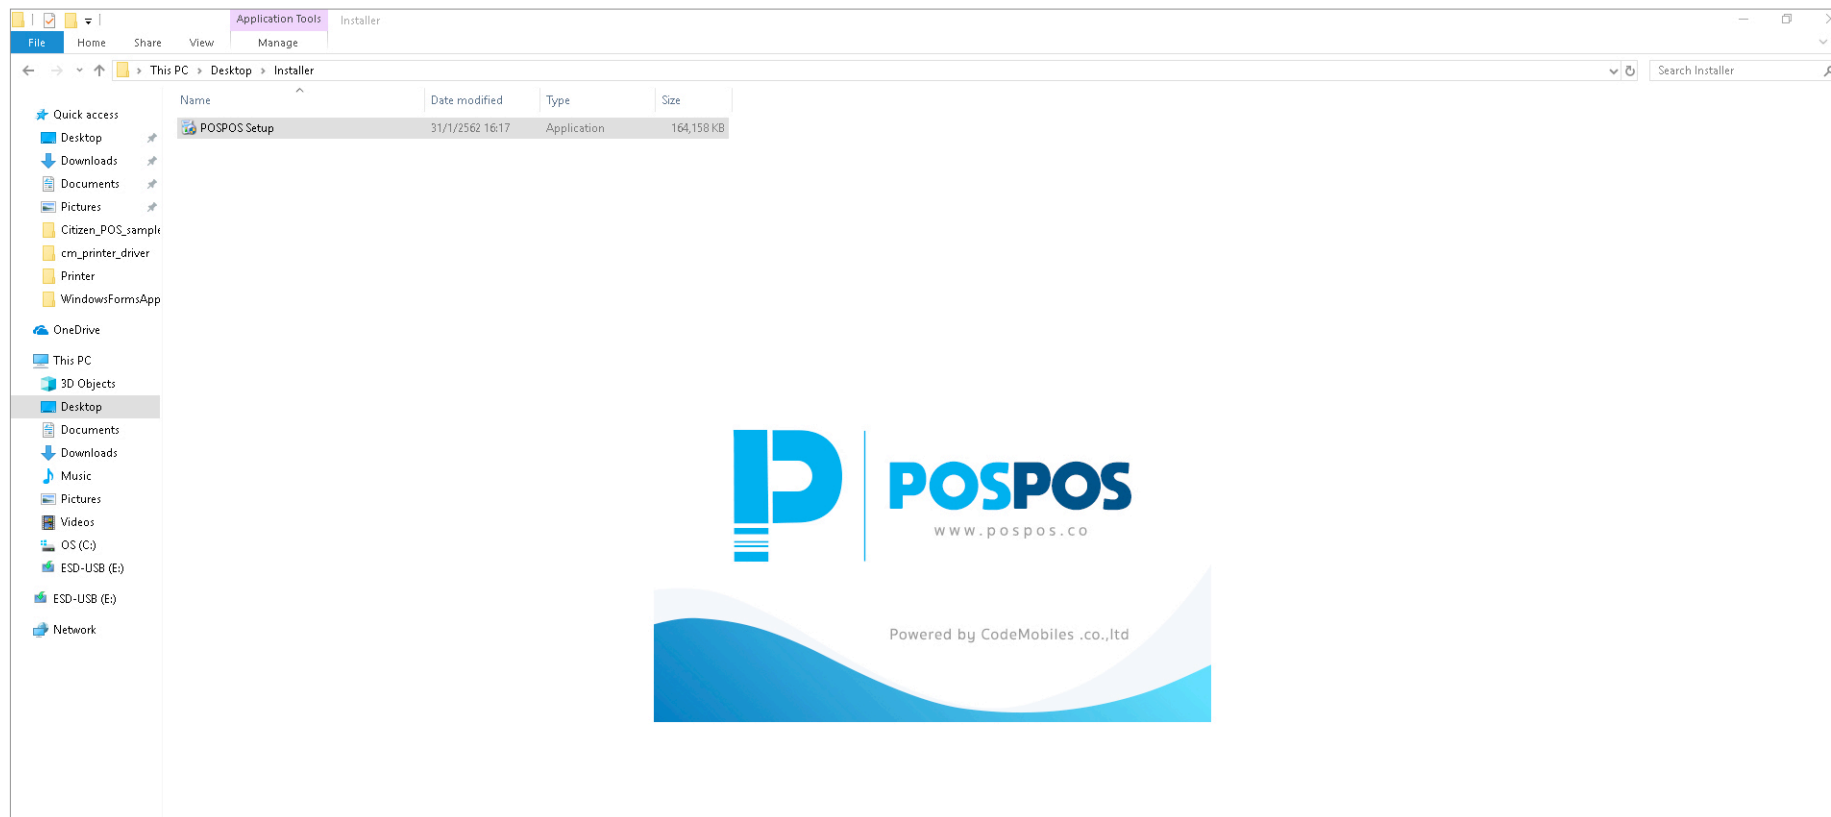 Application Tools
Installer
File
Home
Share
View
Manage
This PC > Desktop > Installer
Search Installer
Name
Date modified
Type
Size
POSPOS Setup
31/1/2562 16:17
Application
164,158 KB
Quick access
Desktop
Downloads
Documents
Pictures
Citizen_POS_sample
cm_printer_driver
Printer
WindowsFormsApp
OneDrive
This PC
3D Objects
Desktop
Documents
Downloads
Music
Pictures
Videos
OS (C:)
ESD-USB (E:)
ESD-USB (E:)
Network
POSPOS
www.pospos.co
Powered by CodeMobiles .co.,ltd